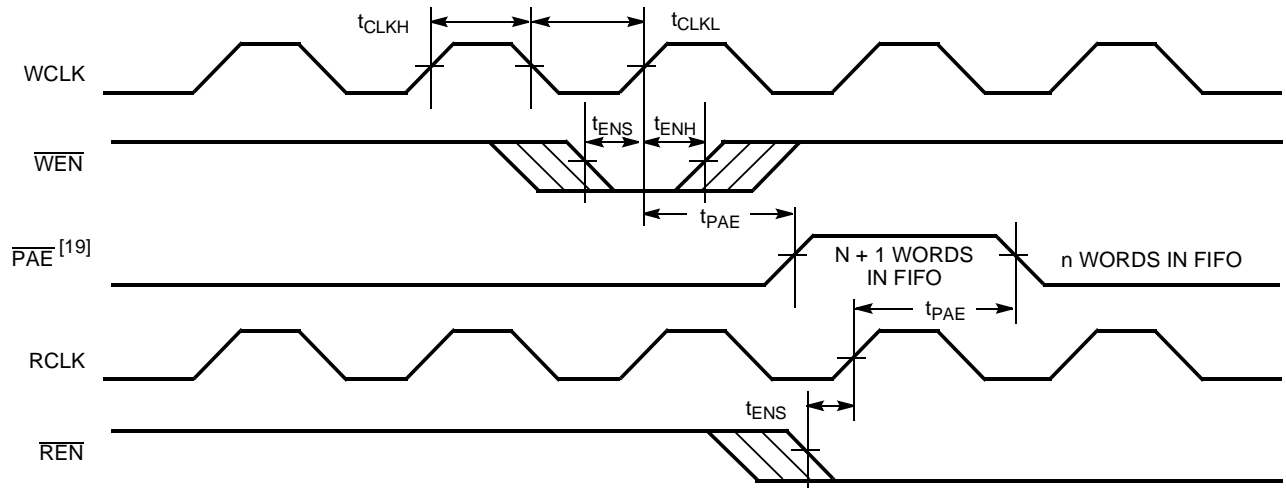 tCLKH
tCLKL
WCLK
tENS
tENH
WEN
tPAE
PAE [19]
N + 1 WORDS
IN FIFO
n WORDS IN FIFO
tPAE
RCLK
tENS
REN